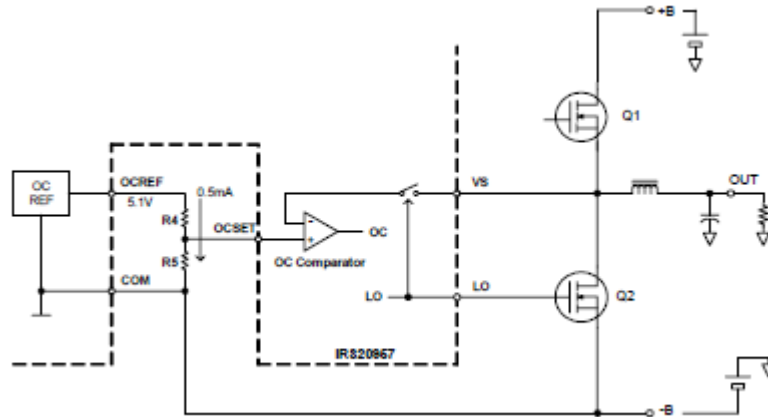 +B
Q1
OC
REF
OCREF
5.1V
0.5mA
VS
OUT
R4
OCSET
-
+
OC
OC Comparator
R5
COM
LO
LO
Q2
IRS20957
-B